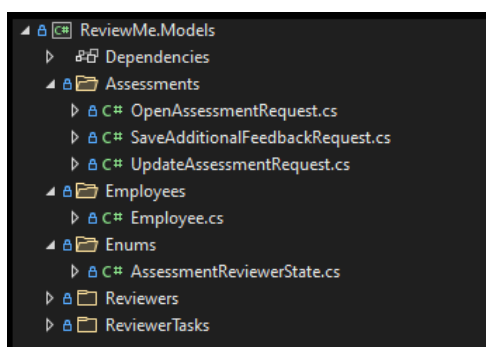 C# ReviewMe.Models
Dependencies
Assessments
C# OpenAssessmentRequest.cs
C# SaveAdditionalFeedbackRequest.cs
C# UpdateAssessmentRequest.cs
Employees
C# Employee.cs
Enums
C# AssessmentReviewerState.cs
Reviewers
ReviewerTasks